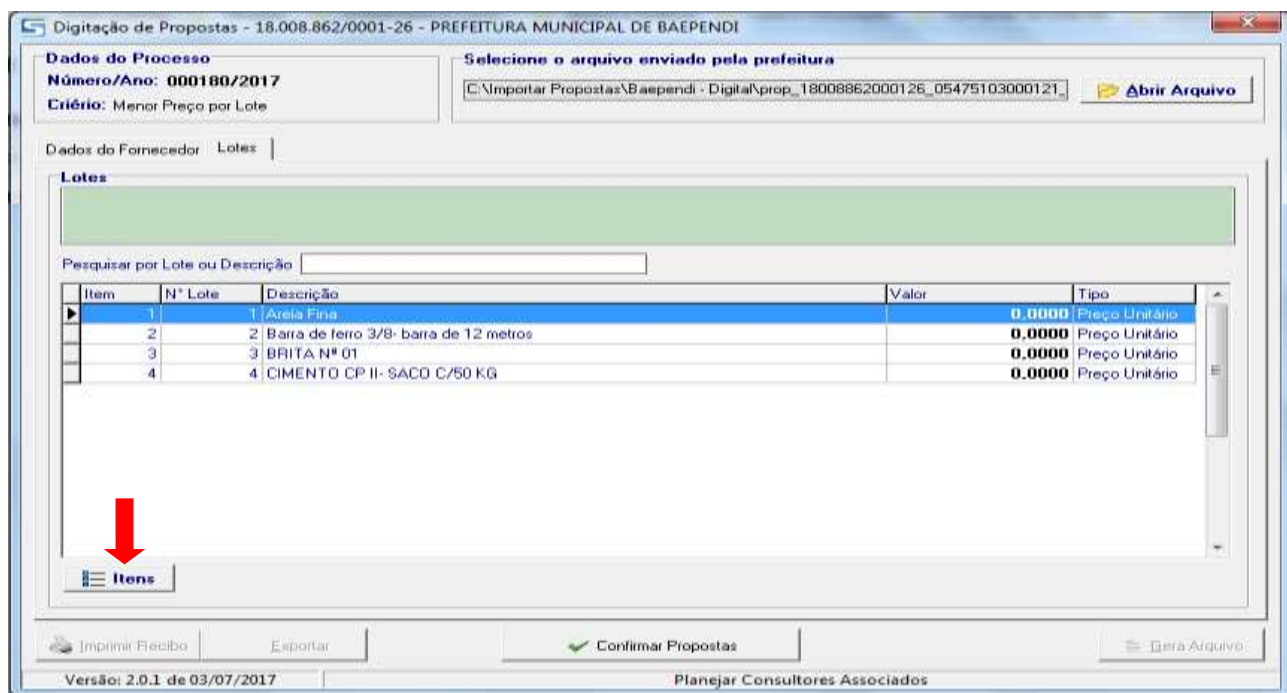 Digitação de Propostas - 18.008.862/0001-26 - PREFEITURA MUNICIPAL DE BAEPENDI
Dados do Processo
Número/Ano: 000180/2017
Criério: Menor Preço por Lote
Selecione o arquivo enviado pela prefeitura
C:\Importar Propostas\Baependi - Digital\prop_18008862000126_05475103000121_
Abrir Arquivo
Dados do Fornecedor Lotes
Lotes
Pesquisar por Lote ou Descrição
Item N° Lote Descrição Valor Tipo
1 1 Areia Fina 0,0000 Preço Unitário
2 2 Barra de ferro 3/8- barra de 12 metros 0,0000 Preço Unitário
3 3 BRITA Nº 01 0,0000 Preço Unitário
4 4 CIMENTO CP II- SACO C/50 KG 0,0000 Preço Unitário
Itens
Imprimir Recibo Exportar Confirmar Propostas Gera Arquivo
Versão: 2.0.1 de 03/07/2017 Planejar Consultores Associados